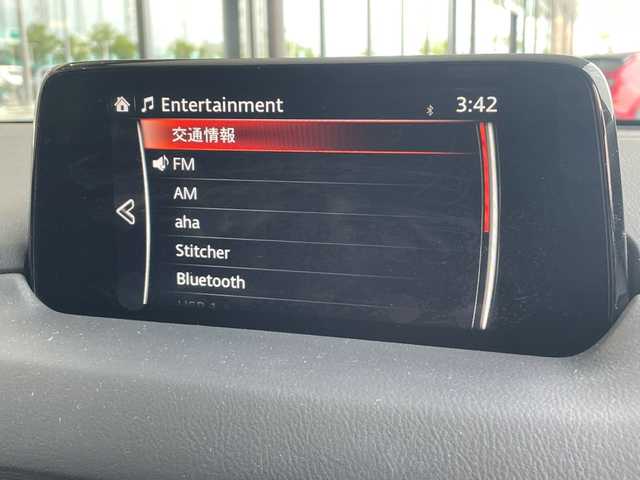 Entertainment 3:42
交通情報
FM
AM
aha
Stitcher
Bluetooth